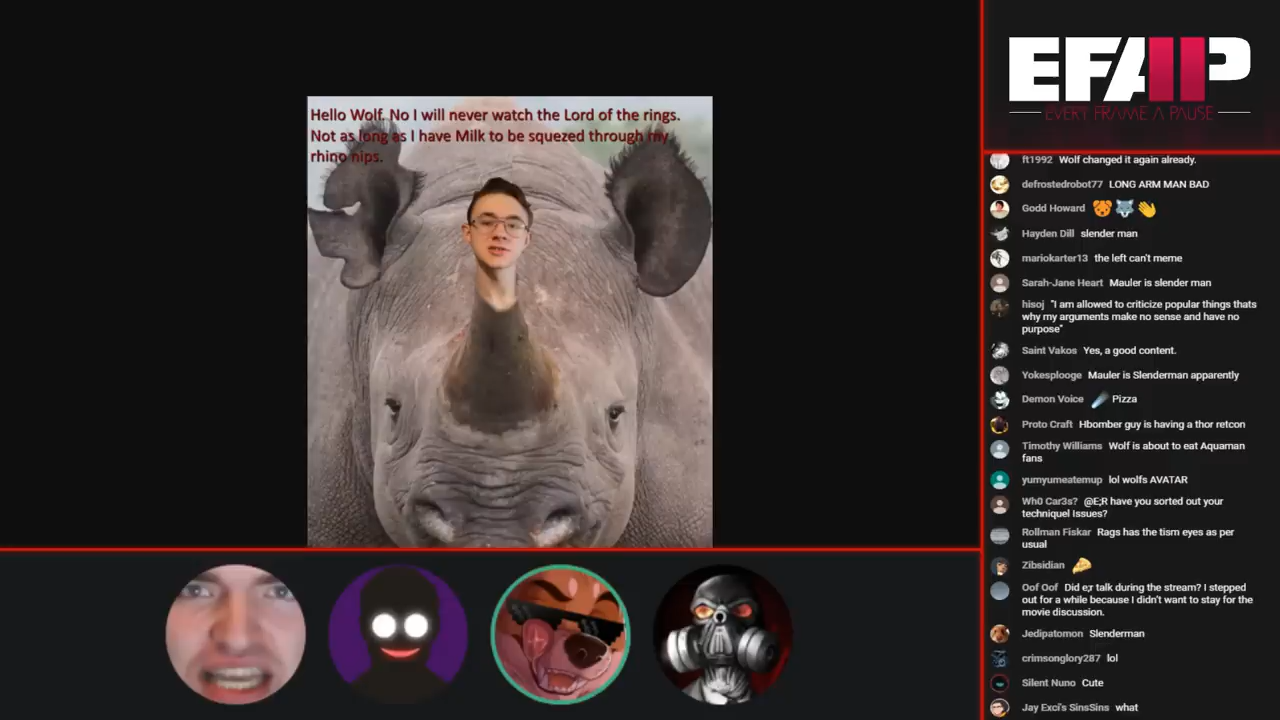 Hello Wolf. No I will never watch the Lord of the rings.
Not as long as I have Milk to be squezed through my
rhino nips.
EFAP
EVERY FRAME A PAUSE
ft1992 Wolf changed it again already.
defrostedrobot77 LONG ARM MAN BAD
Godd Howard 🐻🐺👋
Hayden Dill slender man
mariokarter13 the left can't meme
Sarah-Jane Heart Mauler is slender man
hisoj "I am allowed to criticize popular things thats
why my arguments make no sense and have no
purpose"
Saint Vakos Yes, a good content.
Yokesplooge Mauler is Slenderman apparently
Demon Voice ☄️ Pizza
Proto Craft Hbomber guy is having a thor retcon
Timothy Williams Wolf is about to eat Aquaman
fans
yumyumeatemup lol wolfs AVATAR
Wh0 Car3s? @E;R have you sorted out your
techniquel Issues?
Rollman Fiskar Rags has the tism eyes as per
usual
Zibsidian 🧀
Oof Oof Did e;r talk during the stream? I stepped
out for a while because I didn't want to stay for the
movie discussion.
Jedipatomon Slenderman
crimsonglory287 lol
Silent Nuno Cute
Jay Exci's SinsSins what